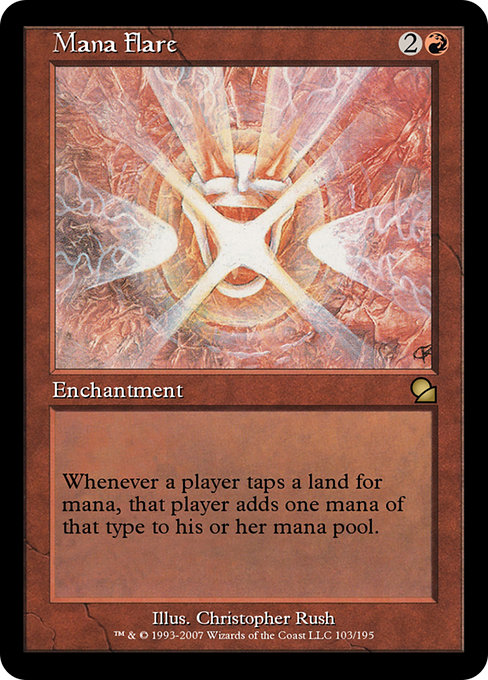 Mana Flare 2
Enchantment
Whenever a player taps a land for
mana, that player adds one mana of
that type to his or her mana pool.
Illus. Christopher Rush
™ & © 1993-2007 Wizards of the Coast LLC 103/195